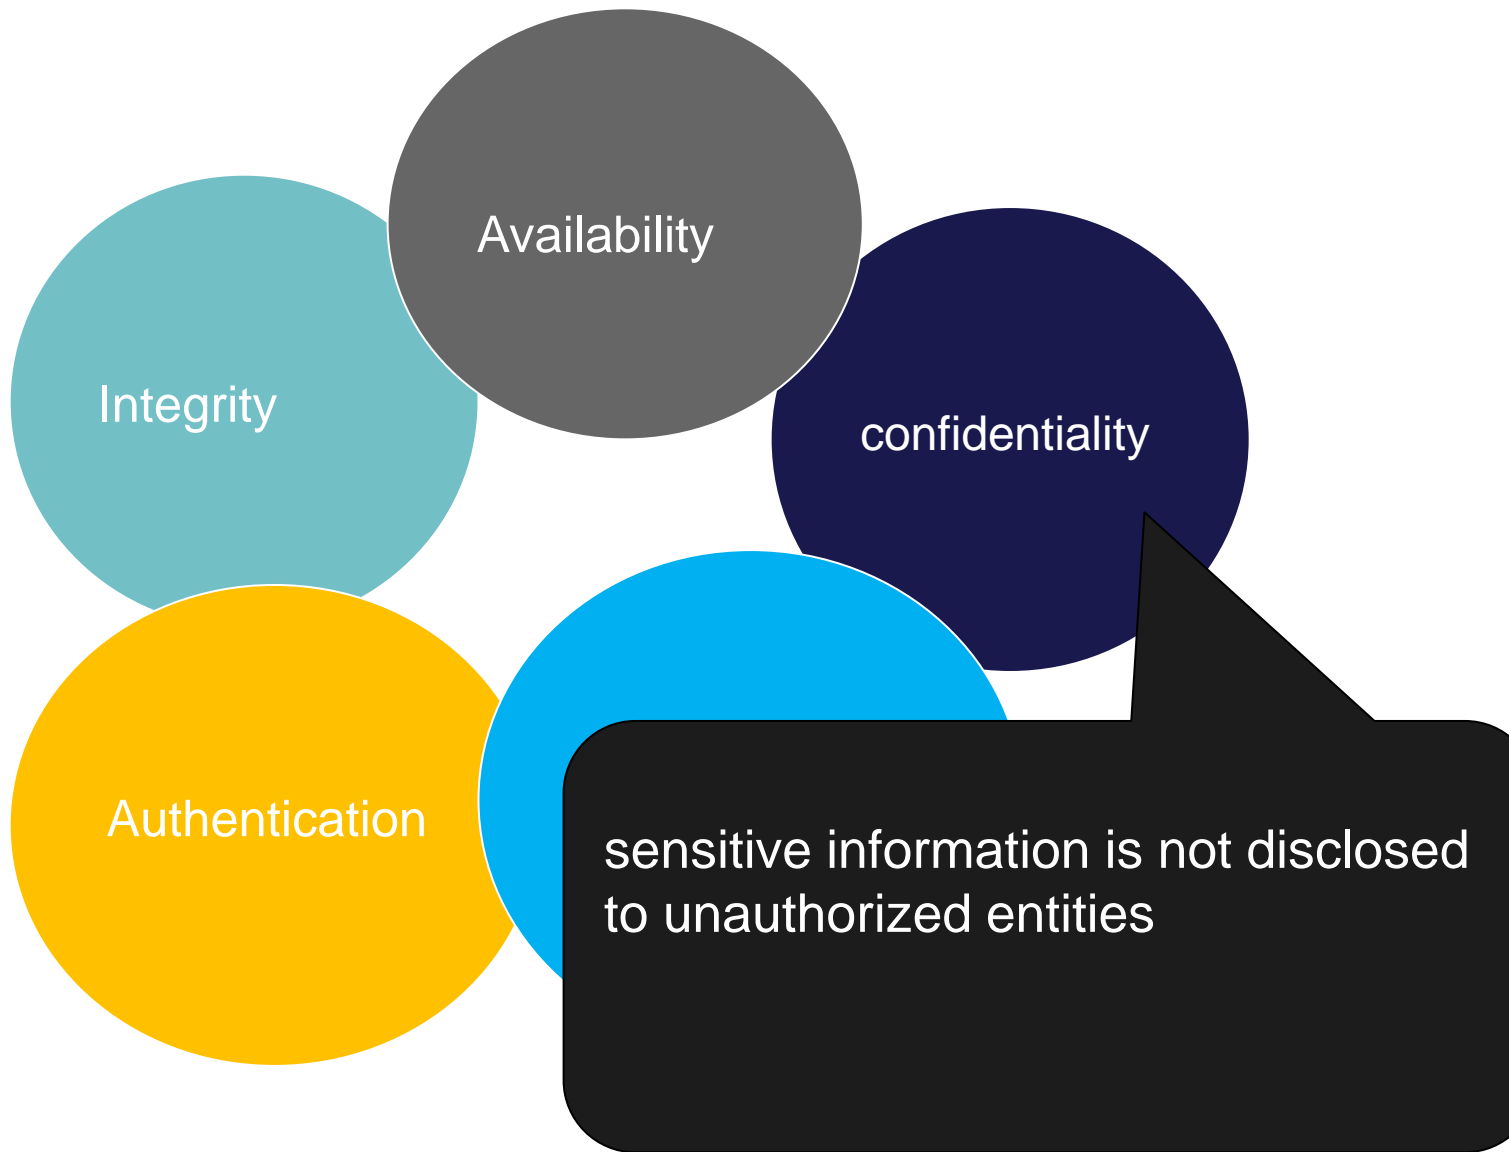 Availability
Integrity
confidentiality
Authentication
sensitive information is not disclosed
to unauthorized entities